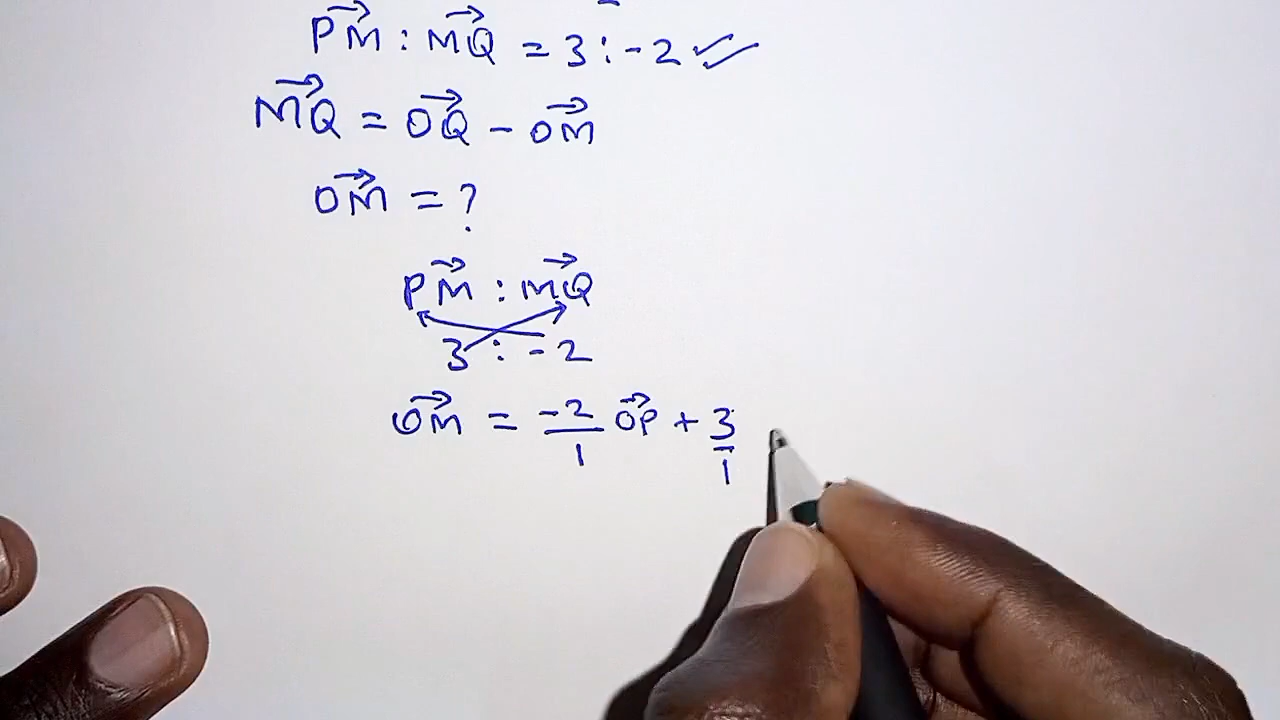 PM⃗ : MQ⃗ = 3 : -2
MQ⃗ = OQ⃗ - OM⃗
OM⃗ = ?
PM⃗ : MQ⃗
3 : -2
OM⃗ = -2/1 OP⃗ + 3/1